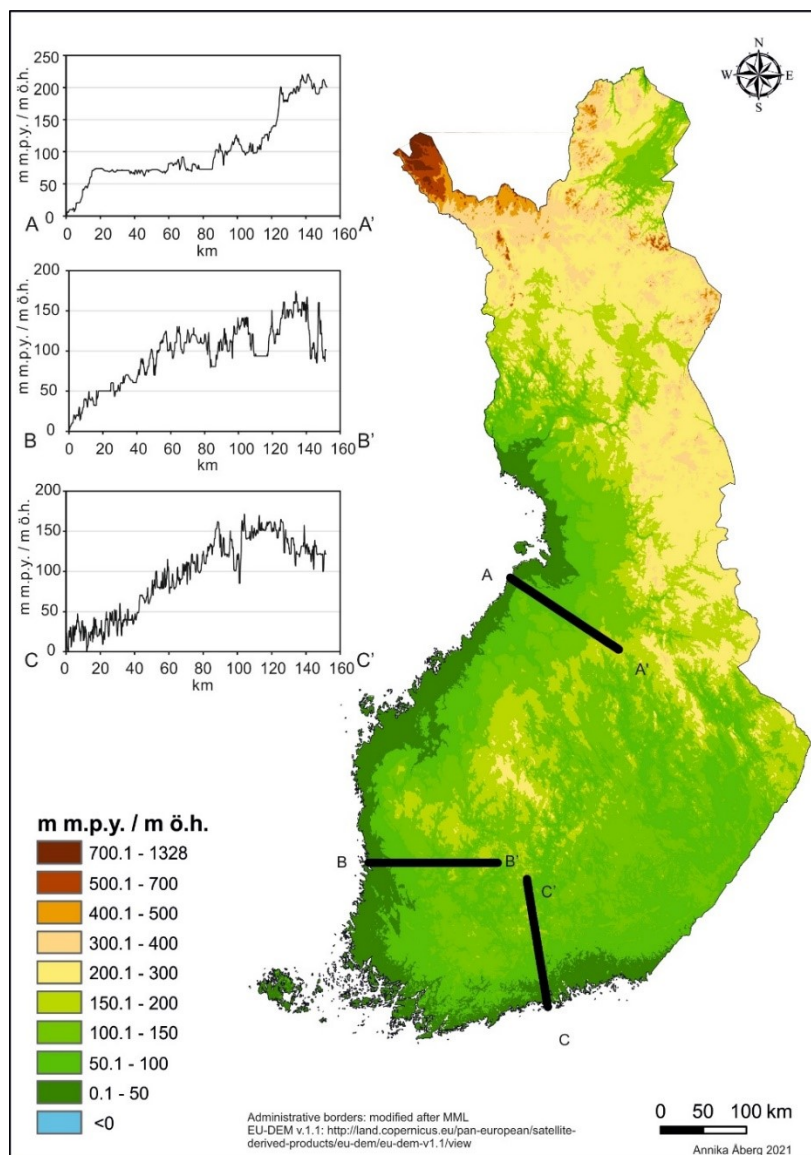 N
W E
S
250
200
150
100
50
0
m m.p.y. / m ö.h.
A A'
0 20 40 60 80 100 120 140 160
km
200
150
100
50
0
m m.p.y. / m ö.h.
B B'
0 20 40 60 80 100 120 140 160
km
200
150
100
50
0
m m.p.y. / m ö.h.
C C'
0 20 40 60 80 100 120 140 160
km
A
A'
B B'
C'
C
m m.p.y. / m ö.h.
700.1 - 1328
500.1 - 700
400.1 - 500
300.1 - 400
200.1 - 300
150.1 - 200
100.1 - 150
50.1 - 100
0.1 - 50
<0
Administrative borders: modified after MML
EU-DEM v.1.1: http://land.copernicus.eu/pan-european/satellite-
derived-products/eu-dem/eu-dem-v1.1/view
0 50 100 km
Annika Åberg 2021